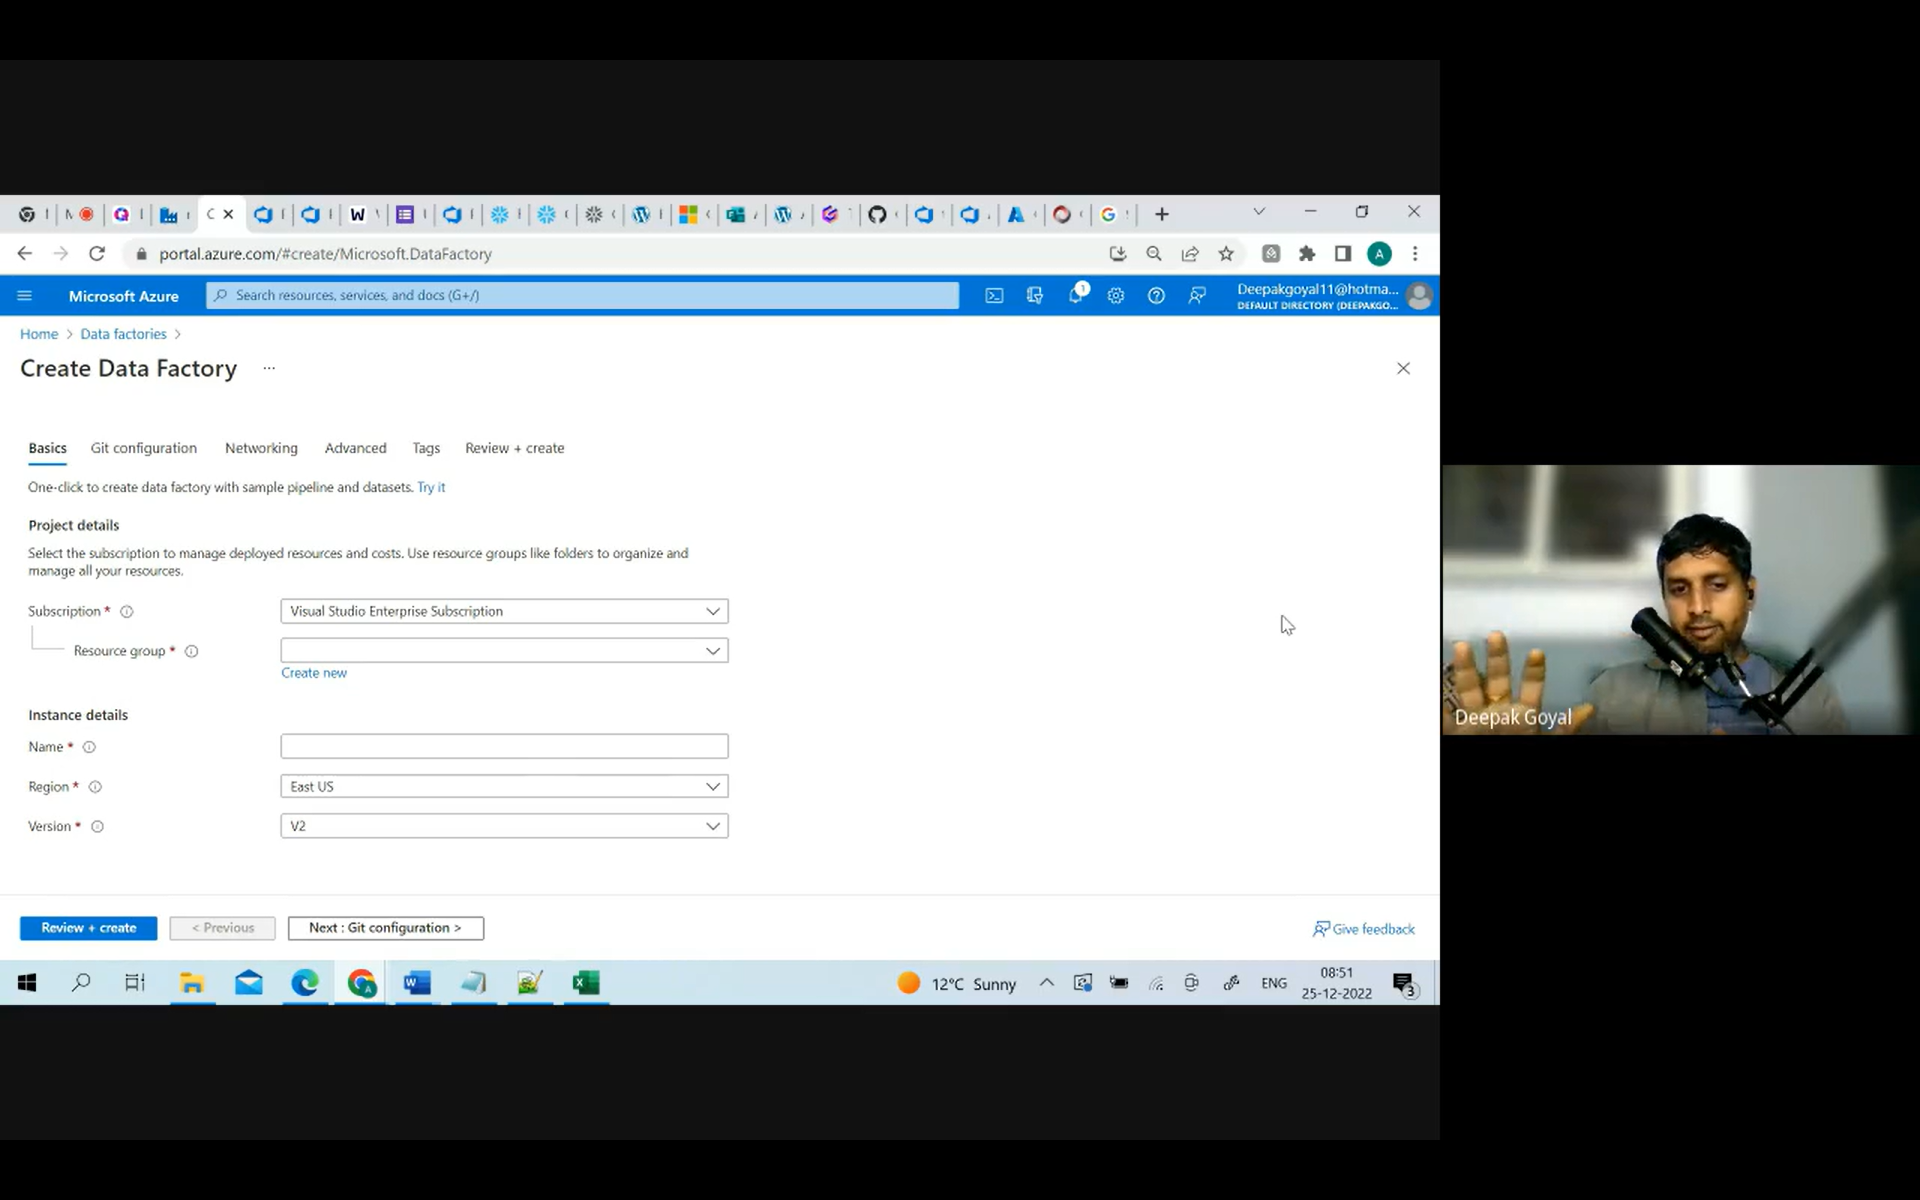 portal.azure.com/#create/Microsoft.DataFactory
A
Microsoft Azure
Search resources, services, and docs (G+/)
1
Deepakgoyal11@hotma...
DEFAULT DIRECTORY (DEEPAKGO...
Home > Data factories >
Create Data Factory ...
Basics Git configuration Networking Advanced Tags Review + create
One-click to create data factory with sample pipeline and datasets. Try it
Project details
Select the subscription to manage deployed resources and costs. Use resource groups like folders to organize and
manage all your resources.
Subscription * Visual Studio Enterprise Subscription
Resource group *
Create new
Instance details
Name *
Region * East US
Version * V2
Deepak Goyal
Review + create < Previous Next : Git configuration > Give feedback
12°C Sunny ENG 08:51
25-12-2022
3